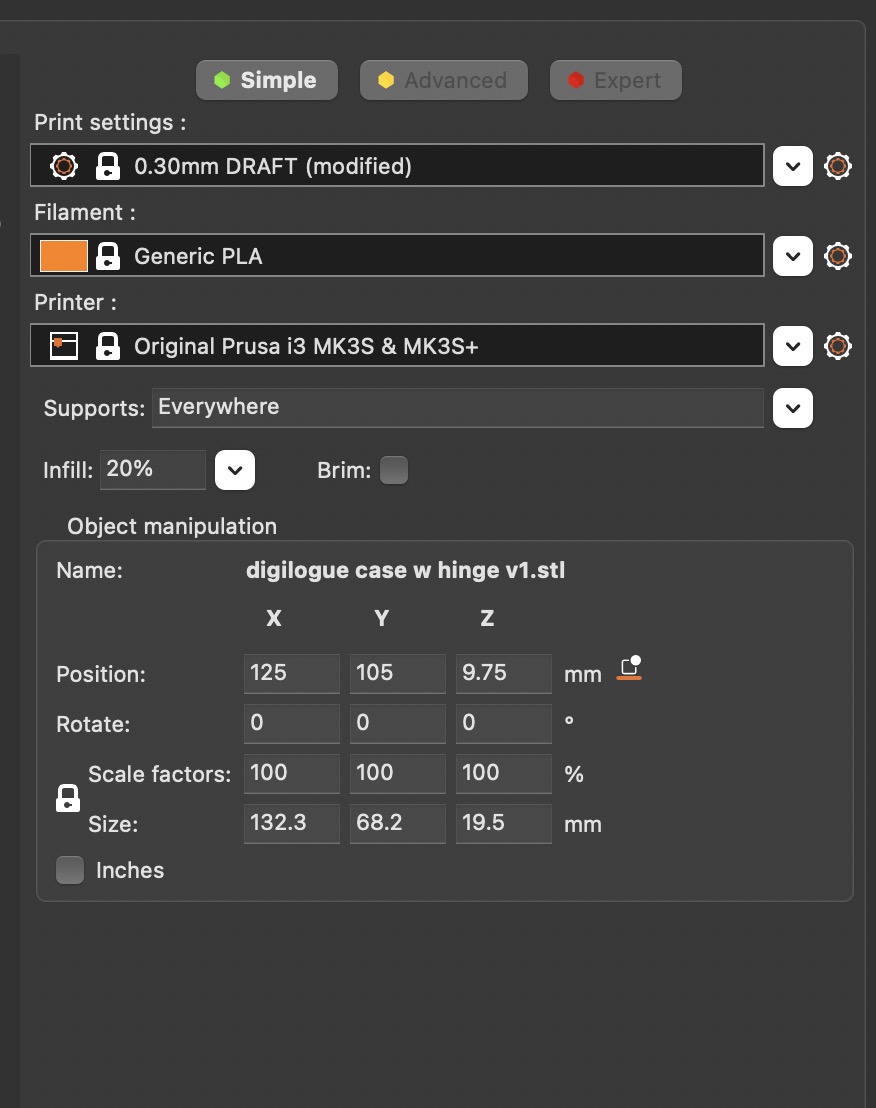 Simple Advanced Expert
Print settings :
0.30mm DRAFT (modified)
Filament :
Generic PLA
Printer :
Original Prusa i3 MK3S & MK3S+
Supports: Everywhere
Infill: 20% Brim:
Object manipulation
Name: digilogue case w hinge v1.stl
X Y Z
Position: 125 105 9.75 mm
Rotate: 0 0 0 °
Scale factors: 100 100 100 %
Size: 132.3 68.2 19.5 mm
Inches